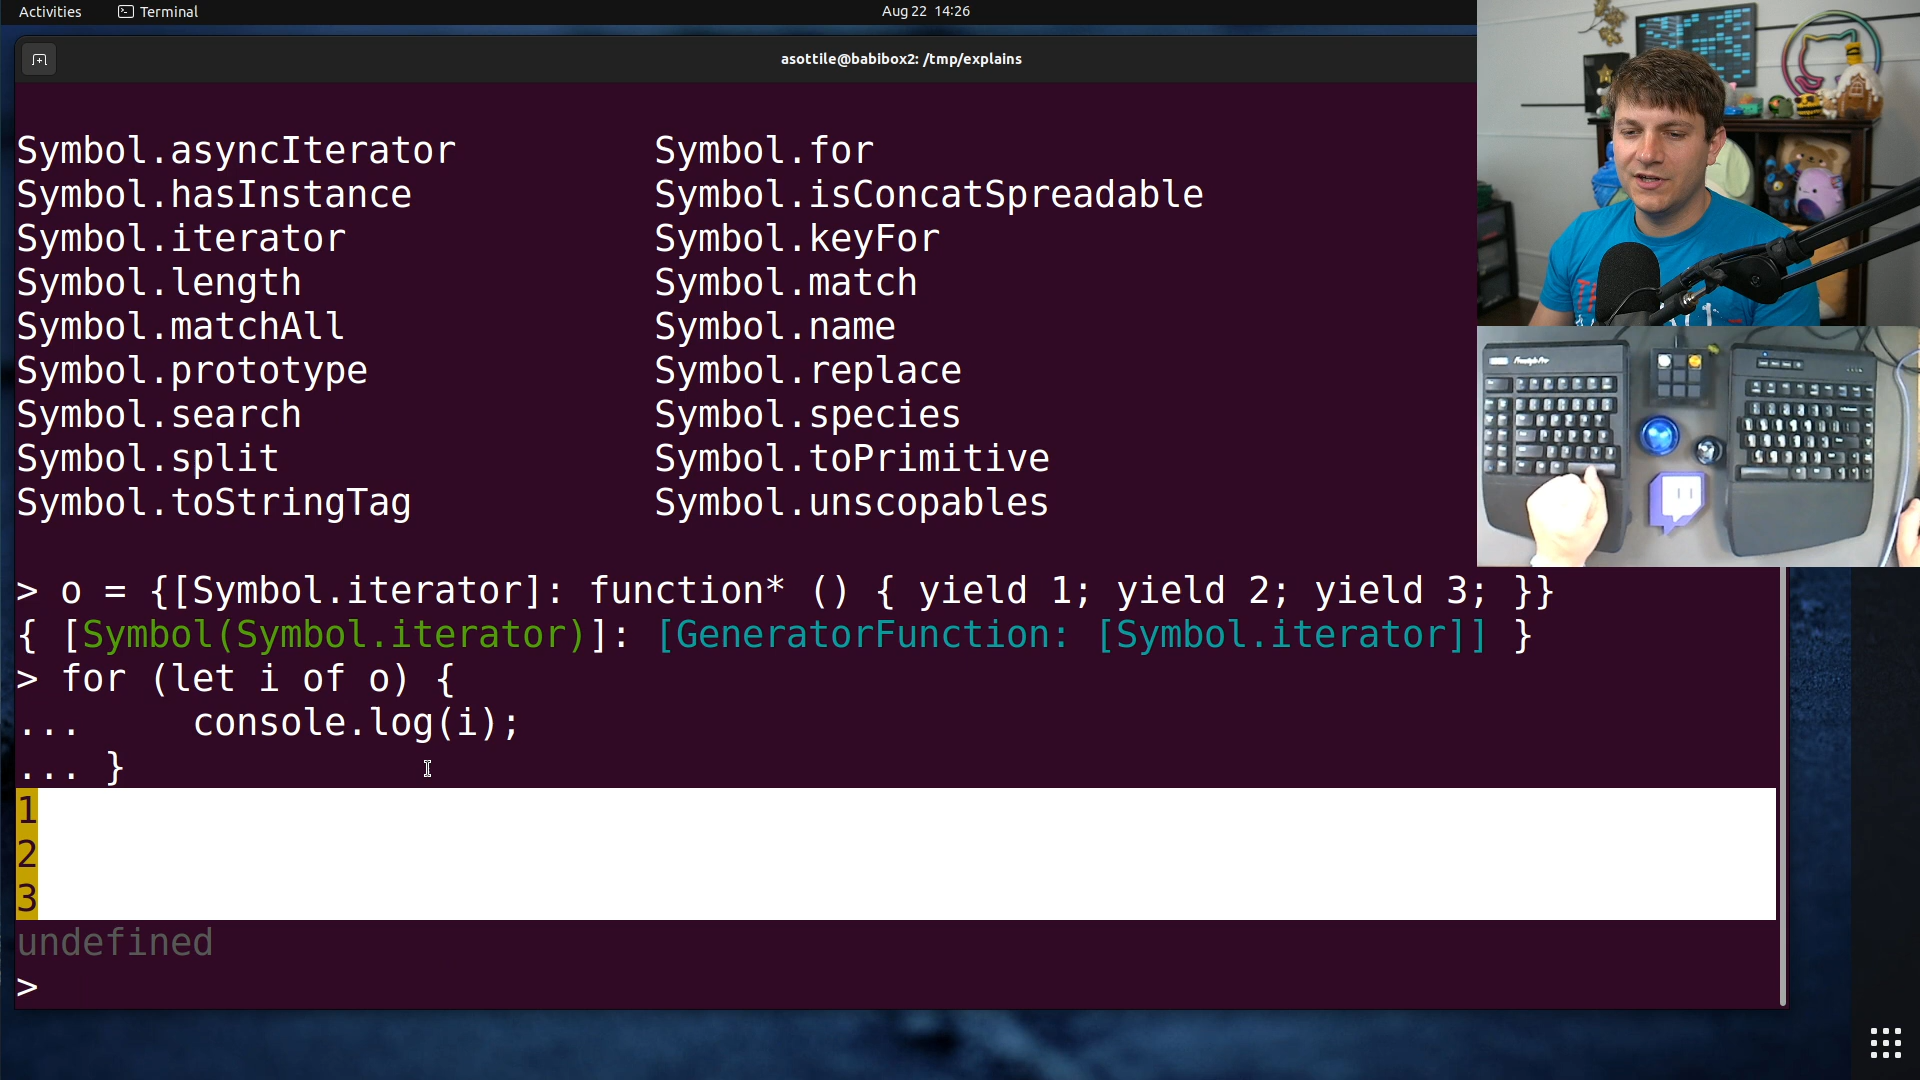 Activities Terminal Aug 22 14:26
asottile@babibox2: /tmp/explains
Symbol.asyncIterator Symbol.for
Symbol.hasInstance Symbol.isConcatSpreadable
Symbol.iterator Symbol.keyFor
Symbol.length Symbol.match
Symbol.matchAll Symbol.name
Symbol.prototype Symbol.replace
Symbol.search Symbol.species
Symbol.split Symbol.toPrimitive
Symbol.toStringTag Symbol.unscopables
> o = {[Symbol.iterator]: function* () { yield 1; yield 2; yield 3; }}
{ [Symbol(Symbol.iterator)]: [GeneratorFunction: [Symbol.iterator]] }
> for (let i of o) {
... console.log(i);
... }
1
2
3
undefined
>